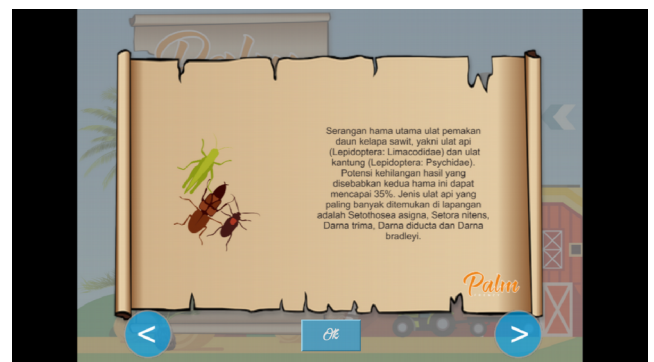 Serangan hama utama ulat pemakan
daun kelapa sawit, yakni ulat api
(Lepidoptera: Limacodidae) dan ulat
kantung (Lepidoptera: Psychidae).
Potensi kehilangan hasil yang
disebabkan kedua hama ini dapat
mencapai 35%. Jenis ulat api yang
paling banyak ditemukan di lapangan
adalah Setothosea asigna, Setora nitens,
Darna trima, Darna diducta dan Darna
bradleyi.
Palm
<
OK
>